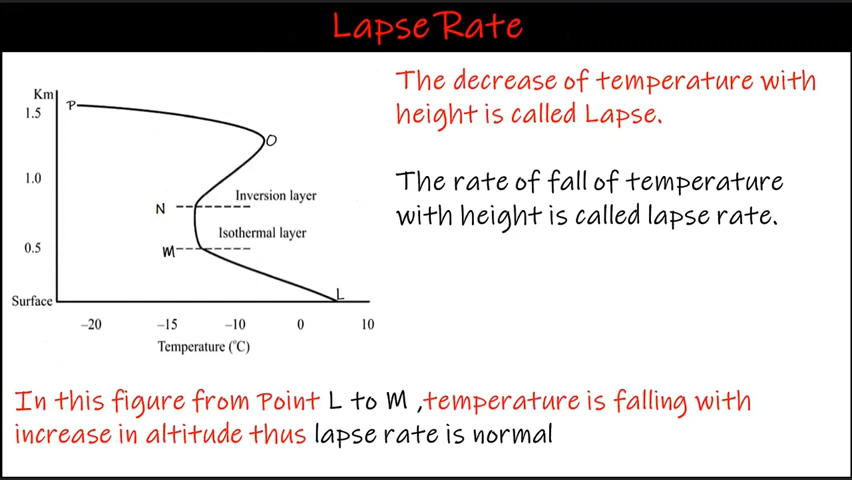 Lapse Rate
Km
1.5
P
O
1.0
Inversion layer
N
Isothermal layer
0.5
M
L
Surface
–20 –15 –10 0 10
Temperature (°C)
The decrease of temperature with
height is called Lapse.
The rate of fall of temperature
with height is called lapse rate.
In this figure from Point L to M ,temperature is falling with
increase in altitude thus lapse rate is normal